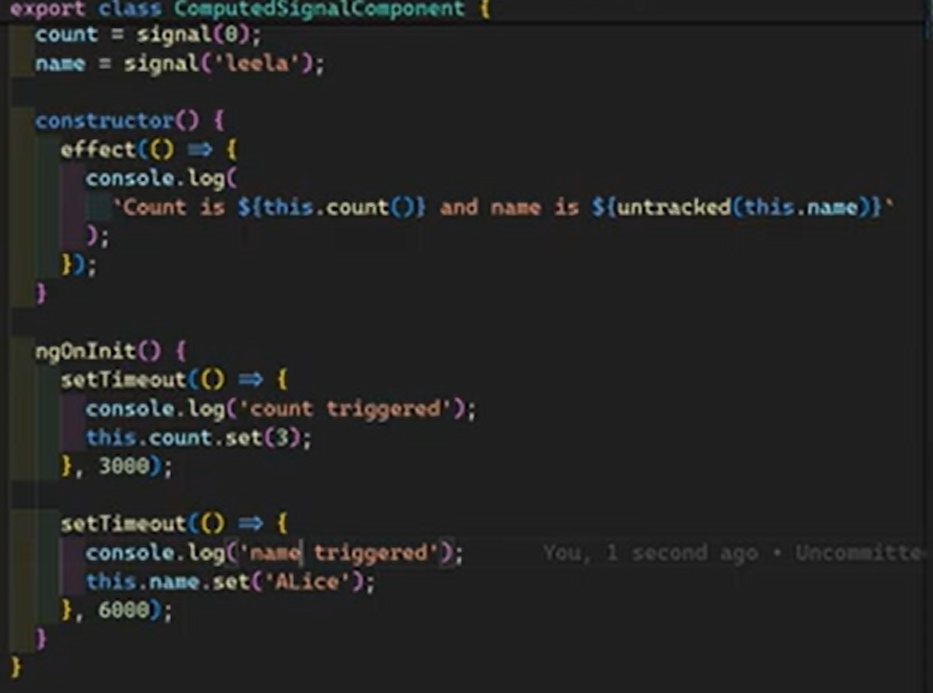 export class ComputedSignalComponent {
count = signal(0);
name = signal('leela');
constructor() {
effect(() => {
console.log(
`Count is ${this.count()} and name is ${untracked(this.name)}`
);
});
}
ngOnInit() {
setTimeout(() => {
console.log('count triggered');
this.count.set(3);
}, 3000);
setTimeout(() => {
console.log('name triggered'); You, 1 second ago • Uncommitte
this.name.set('ALice');
}, 6000);
}
}